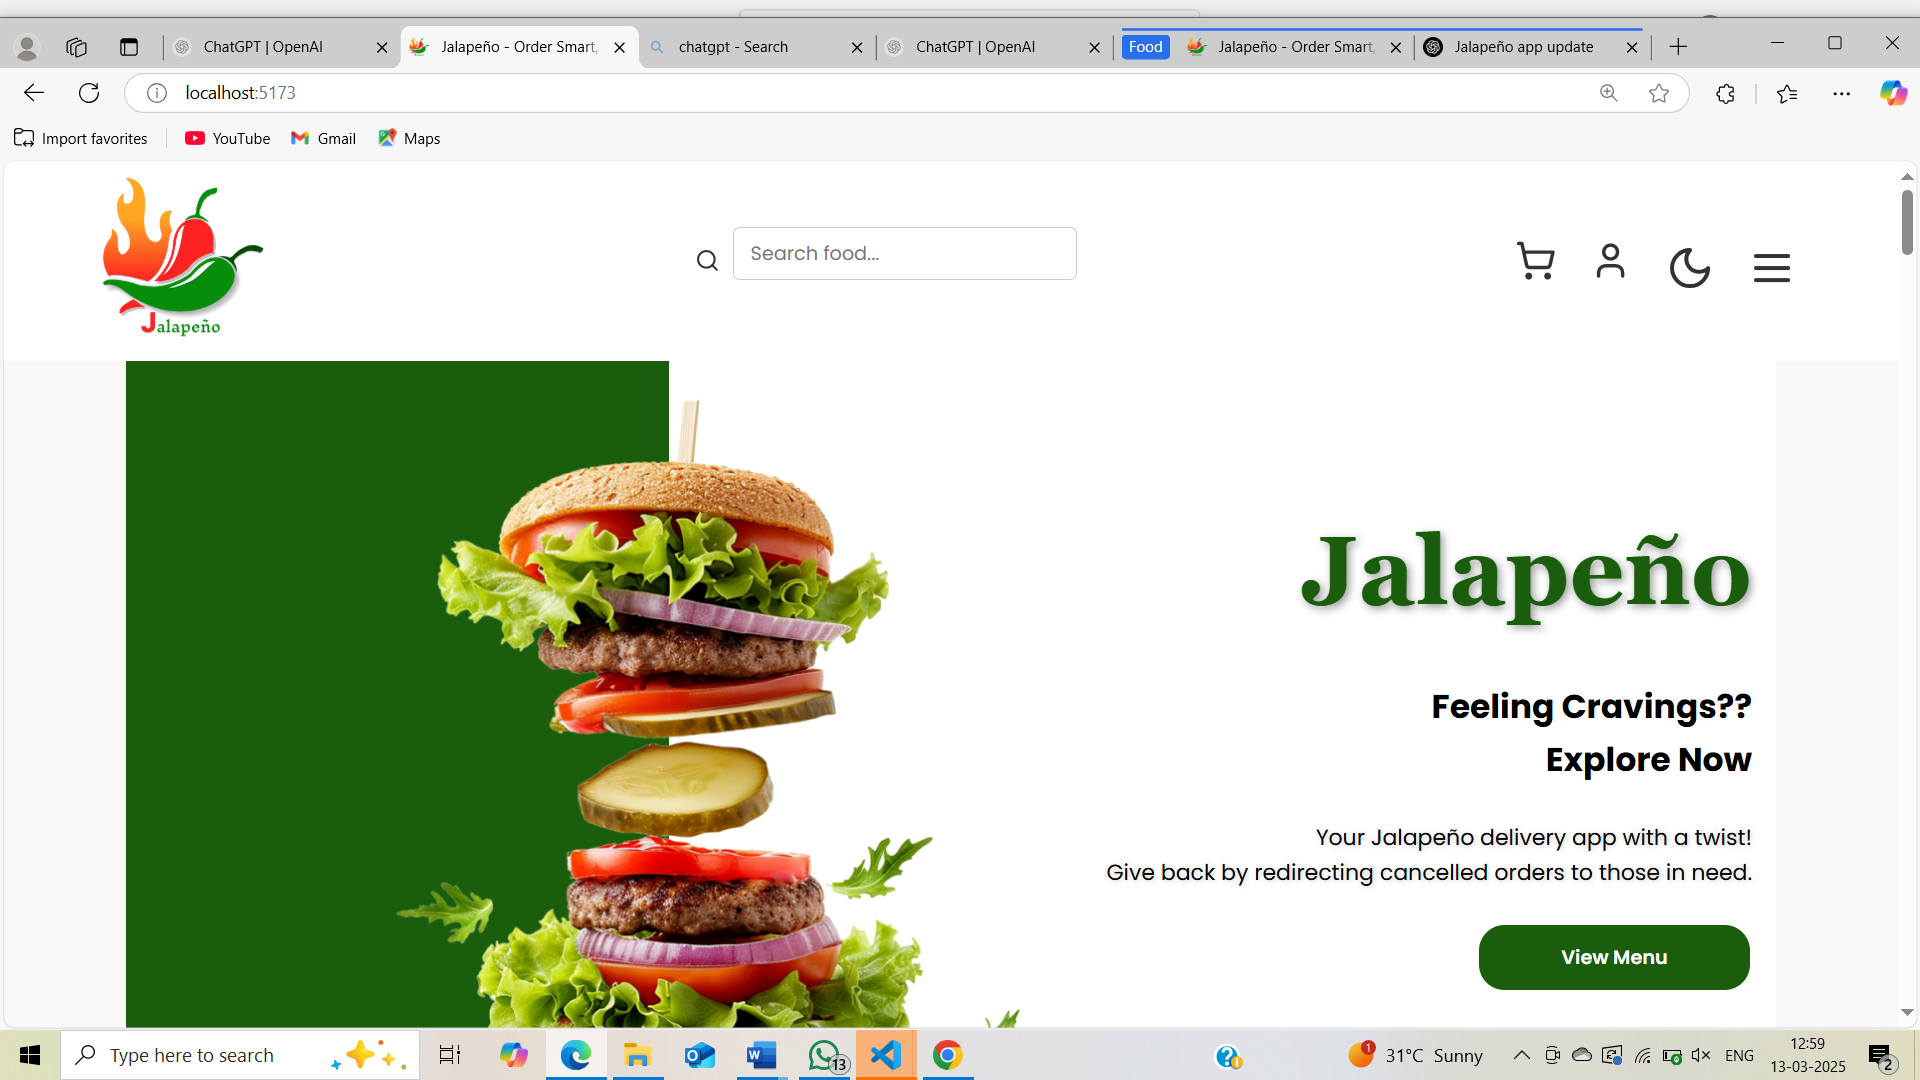 ChatGPT | OpenAI
Jalapeño - Order Smart,
chatgpt - Search
ChatGPT | OpenAI
Food
Jalapeño - Order Smart,
Jalapeño app update
localhost:5173
Import favorites
YouTube
Gmail
Maps
Jalapeño
Search food...
Jalapeño
Feeling Cravings??
Explore Now
Your Jalapeño delivery app with a twist!
Give back by redirecting cancelled orders to those in need.
View Menu
Type here to search
13
1
31°C Sunny
ENG
12:59
13-03-2025
2